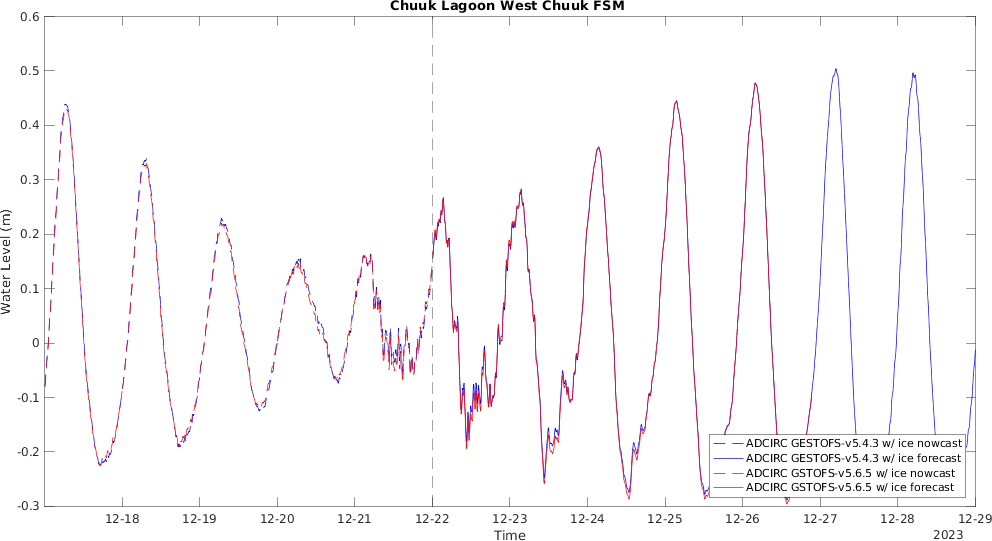 Chuuk Lagoon West Chuuk FSM
0.6
0.5
0.4
0.3
0.2
0.1
0
-0.1
-0.2
-0.3
Water Level (m)
ADCIRC GESTOFS-v5.4.3 w/ ice nowcast
ADCIRC GESTOFS-v5.4.3 w/ ice forecast
ADCIRC GSTOFS-v5.6.5 w/ ice nowcast
ADCIRC GSTOFS-v5.6.5 w/ ice forecast
12-18 12-19 12-20 12-21 12-22 12-23 12-24 12-25 12-26 12-27 12-28 12-29
Time
2023